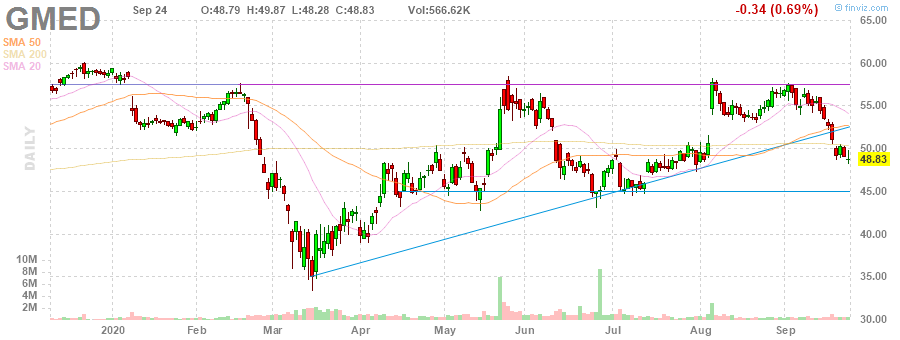 GMED Sep 24 O:48.79 H:49.87 L:48.28 C:48.83 Vol:566.62K -0.34 (0.69%) © finviz.com
SMA 50
SMA 200
SMA 20
DAILY
65.00
60.00
55.00
50.00
48.83
45.00
40.00
35.00
30.00
10M
8M
6M
4M
2M
2020 Feb Mar Apr May Jun Jul Aug Sep